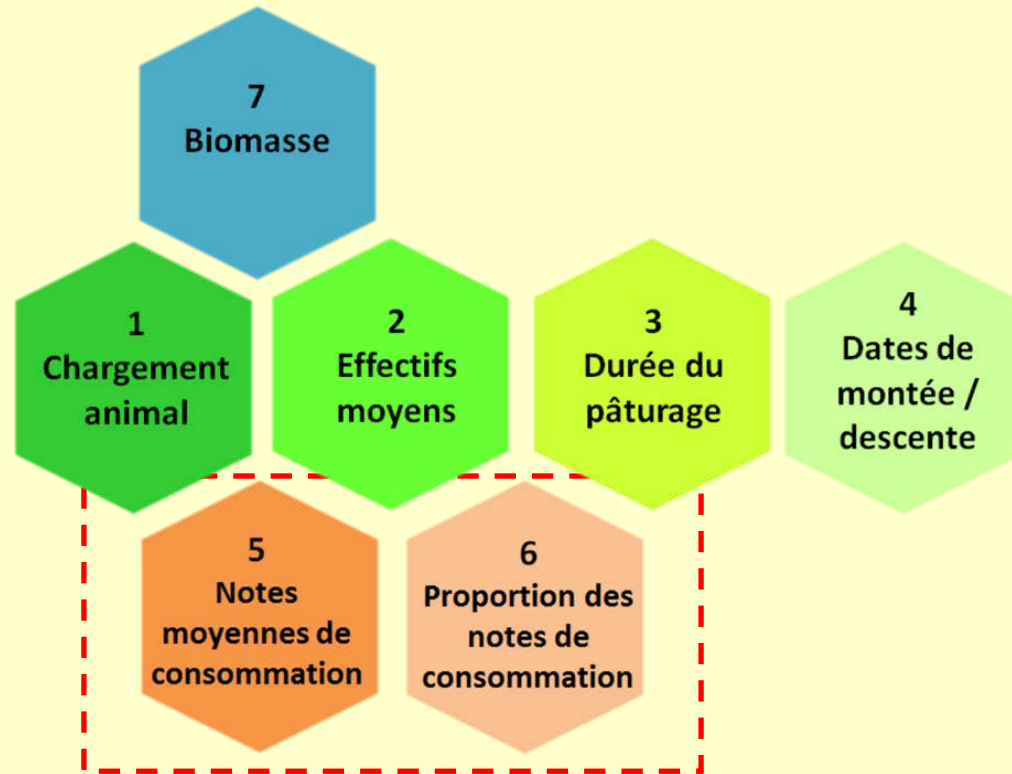 7
Biomasse
1
Chargement
animal
2
Effectifs
moyens
3
Durée du
pâturage
4
Dates de
montée /
descente
5
Notes
moyennes de
consommation
6
Proportion des
notes de
consommation